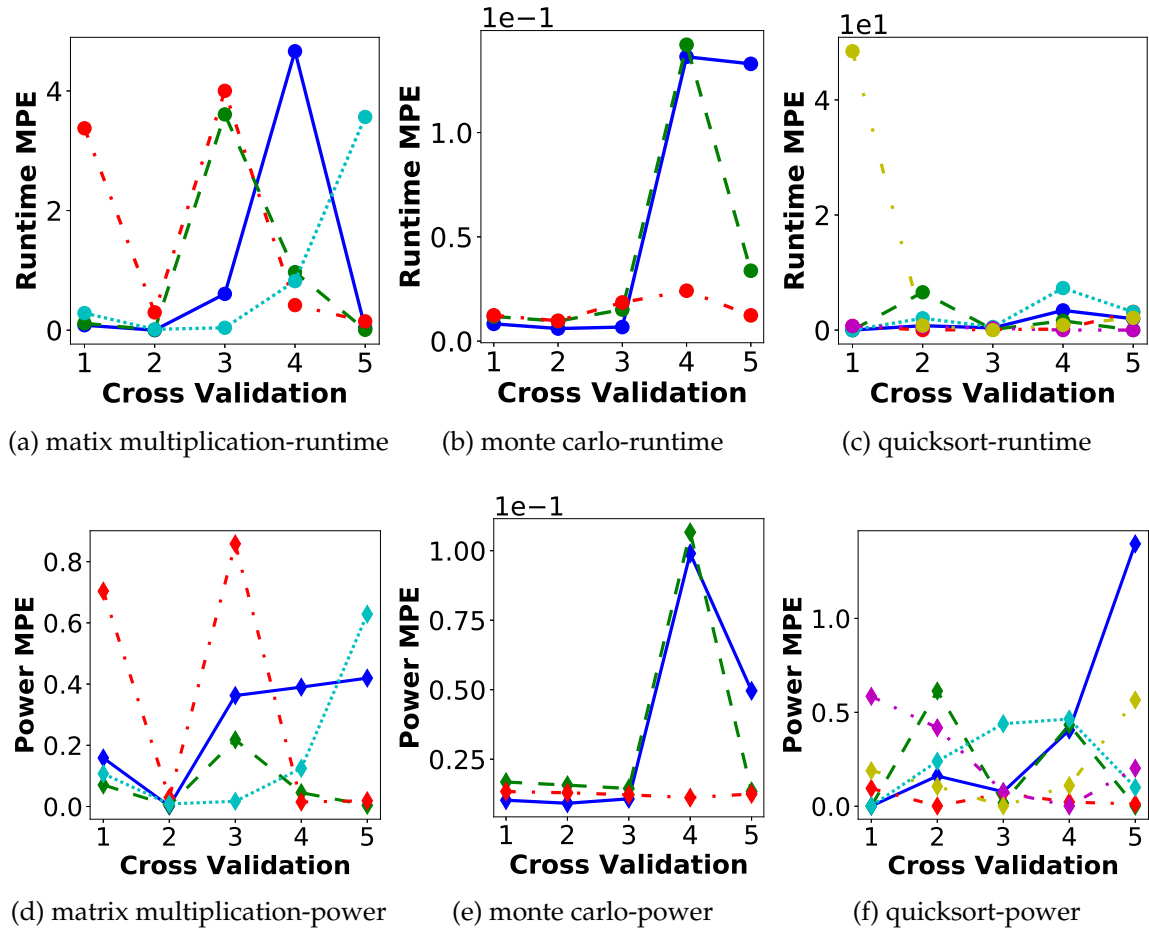 1e−1
1e1
Runtime MPE
4
2
0
1 2 3 4 5
Cross Validation
Runtime MPE
1.0
0.5
0.0
1 2 3 4 5
Cross Validation
Runtime MPE
4
2
0
1 2 3 4 5
Cross Validation
(a) matix multiplication-runtime
(b) monte carlo-runtime
(c) quicksort-runtime
1e−1
Power MPE
0.8
0.6
0.4
0.2
0.0
1 2 3 4 5
Cross Validation
Power MPE
1.00
0.75
0.50
0.25
1 2 3 4 5
Cross Validation
Power MPE
1.0
0.5
0.0
1 2 3 4 5
Cross Validation
(d) matrix multiplication-power
(e) monte carlo-power
(f) quicksort-power